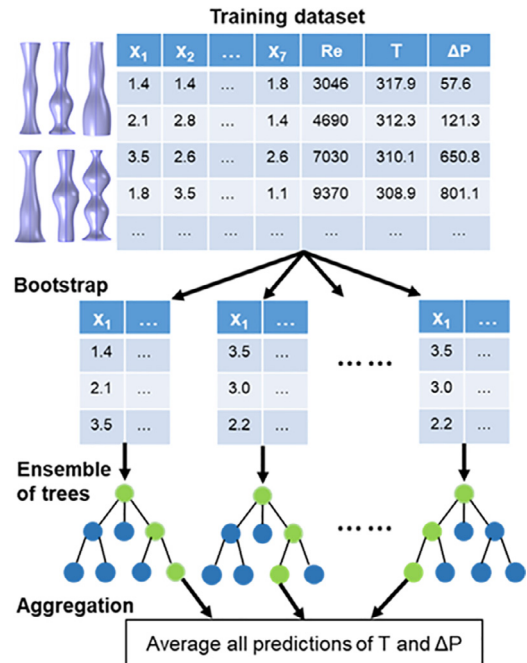 Training dataset
X1 X2 ... X7 Re T ΔP
1.4 1.4 ... 1.8 3046 317.9 57.6
2.1 2.8 ... 1.4 4690 312.3 121.3
3.5 2.6 ... 2.6 7030 310.1 650.8
1.8 3.5 ... 1.1 9370 308.9 801.1
... ... ... ... ... ... ...
Bootstrap
X1 ... X1 ... X1 ...
1.4 ... 3.5 ... 3.5 ...
2.1 ... 3.0 ... ... ... 3.0 ...
3.5 ... 2.2 ... 2.2 ...
Ensemble
of trees
... ...
Aggregation
Average all predictions of T and ΔP